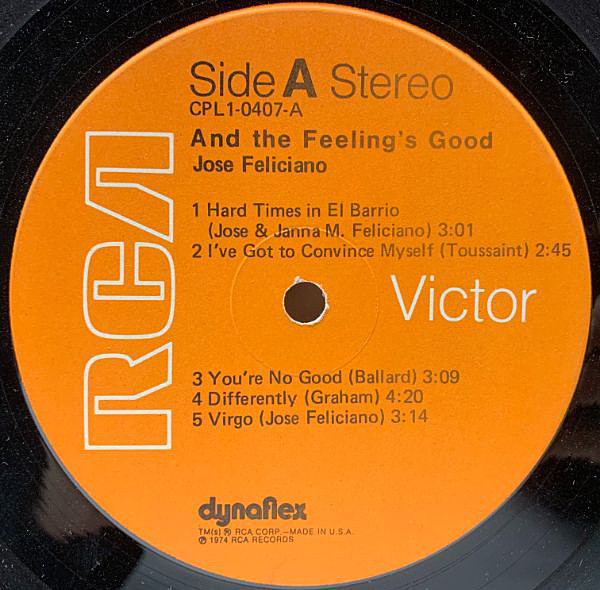 Side A Stereo
CPL1-0407-A
And the Feeling's Good
Jose Feliciano
RCA
1 Hard Times in El Barrio
(Jose & Janna M. Feliciano) 3:01
2 I've Got to Convince Myself (Toussaint) 2:45
Victor
3 You're No Good (Ballard) 3:09
4 Differently (Graham) 4:20
5 Virgo (Jose Feliciano) 3:14
dynaflex
TM(s) ® RCA CORP.—MADE IN U.S.A.
℗ 1974 RCA RECORDS